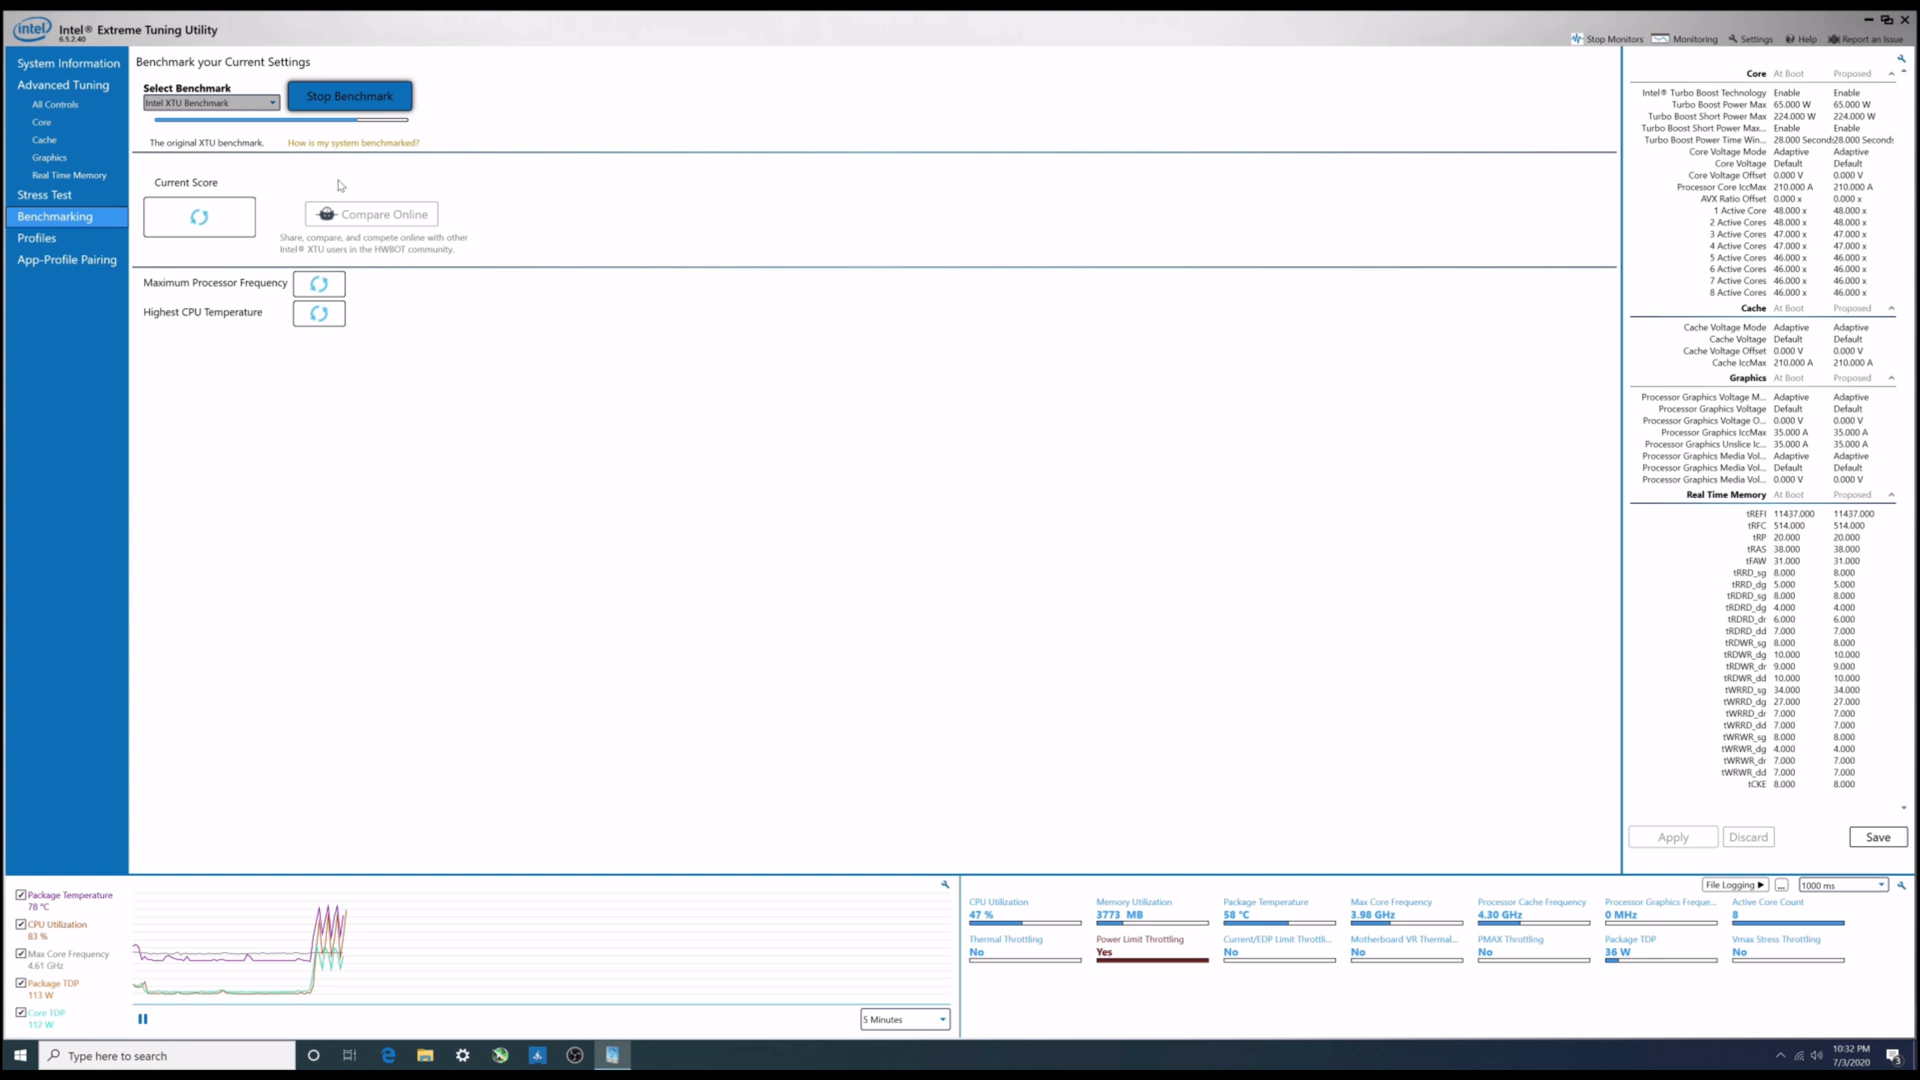 intel Intel® Extreme Tuning Utility
6.5.2.40
Stop Monitors Monitoring Settings Help Report an Issue
System Information
Advanced Tuning
All Controls
Core
Cache
Graphics
Real Time Memory
Stress Test
Benchmarking
Profiles
App-Profile Pairing
Benchmark your Current Settings
Select Benchmark
Intel XTU Benchmark
Stop Benchmark
The original XTU benchmark. How is my system benchmarked?
Current Score
Compare Online
Share, compare, and compete online with other
Intel® XTU users in the HWBOT community.
Maximum Processor Frequency
Highest CPU Temperature
Core At Boot Proposed
Intel® Turbo Boost Technology Enable Enable
Turbo Boost Power Max 65.000 W 65.000 W
Turbo Boost Short Power Max 224.000 W 224.000 W
Turbo Boost Short Power Max... Enable Enable
Turbo Boost Power Time Win... 28.000 Second: 28.000 Second:
Core Voltage Mode Adaptive Adaptive
Core Voltage Default Default
Core Voltage Offset 0.000 V 0.000 V
Processor Core IccMax 210.000 A 210.000 A
AVX Ratio Offset 0.000 x 0.000 x
1 Active Core 48.000 x 48.000 x
2 Active Cores 48.000 x 48.000 x
3 Active Cores 47.000 x 47.000 x
4 Active Cores 47.000 x 47.000 x
5 Active Cores 46.000 x 46.000 x
6 Active Cores 46.000 x 46.000 x
7 Active Cores 46.000 x 46.000 x
8 Active Cores 46.000 x 46.000 x
Cache At Boot Proposed
Cache Voltage Mode Adaptive Adaptive
Cache Voltage Default Default
Cache Voltage Offset 0.000 V 0.000 V
Cache IccMax 210.000 A 210.000 A
Graphics At Boot Proposed
Processor Graphics Voltage M... Adaptive Adaptive
Processor Graphics Voltage Default Default
Processor Graphics Voltage O... 0.000 V 0.000 V
Processor Graphics IccMax 35.000 A 35.000 A
Processor Graphics Unslice Ic... 35.000 A 35.000 A
Processor Graphics Media Vol... Adaptive Adaptive
Processor Graphics Media Vol... Default Default
Processor Graphics Media Vol... 0.000 V 0.000 V
Real Time Memory At Boot Proposed
tREFI 11437.000 11437.000
tRFC 514.000 514.000
tRP 20.000 20.000
tRAS 38.000 38.000
tFAW 31.000 31.000
tRRD_sg 8.000 8.000
tRRD_dg 5.000 5.000
tRDRD_sg 8.000 8.000
tRDRD_dg 4.000 4.000
tRDRD_dr 6.000 6.000
tRDRD_dd 7.000 7.000
tRDWR_sg 8.000 8.000
tRDWR_dg 10.000 10.000
tRDWR_dr 9.000 9.000
tRDWR_dd 10.000 10.000
tWRRD_sg 34.000 34.000
tWRRD_dg 27.000 27.000
tWRRD_dr 7.000 7.000
tWRRD_dd 7.000 7.000
tWRWR_sg 8.000 8.000
tWRWR_dg 4.000 4.000
tWRWR_dr 7.000 7.000
tWRWR_dd 7.000 7.000
tCKE 8.000 8.000
Apply Discard Save
Package Temperature
78 °C
CPU Utilization
83 %
Max Core Frequency
4.61 GHz
Package TDP
113 W
Core TDP
112 W
5 Minutes
File Logging ... 1000 ms
CPU Utilization Memory Utilization Package Temperature Max Core Frequency Processor Cache Frequency Processor Graphics Freque... Active Core Count
47 % 3773 MB 58 °C 3.98 GHz 4.30 GHz 0 MHz 8
Thermal Throttling Power Limit Throttling Current/EDP Limit Throttli... Motherboard VR Thermal... PMAX Throttling Package TDP Vmax Stress Throttling
No Yes No No No 36 W No
Type here to search
10:32 PM
7/3/2020
3